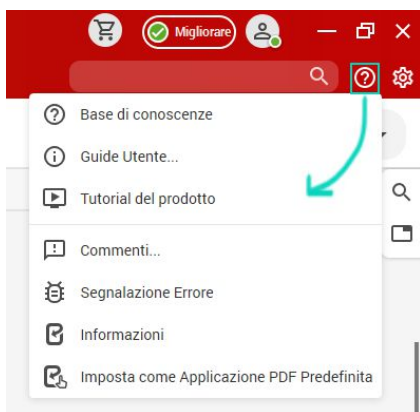 Migliorare
Base di conoscenze
Guide Utente...
Tutorial del prodotto
Commenti...
Segnalazione Errore
Informazioni
Imposta come Applicazione PDF Predefinita